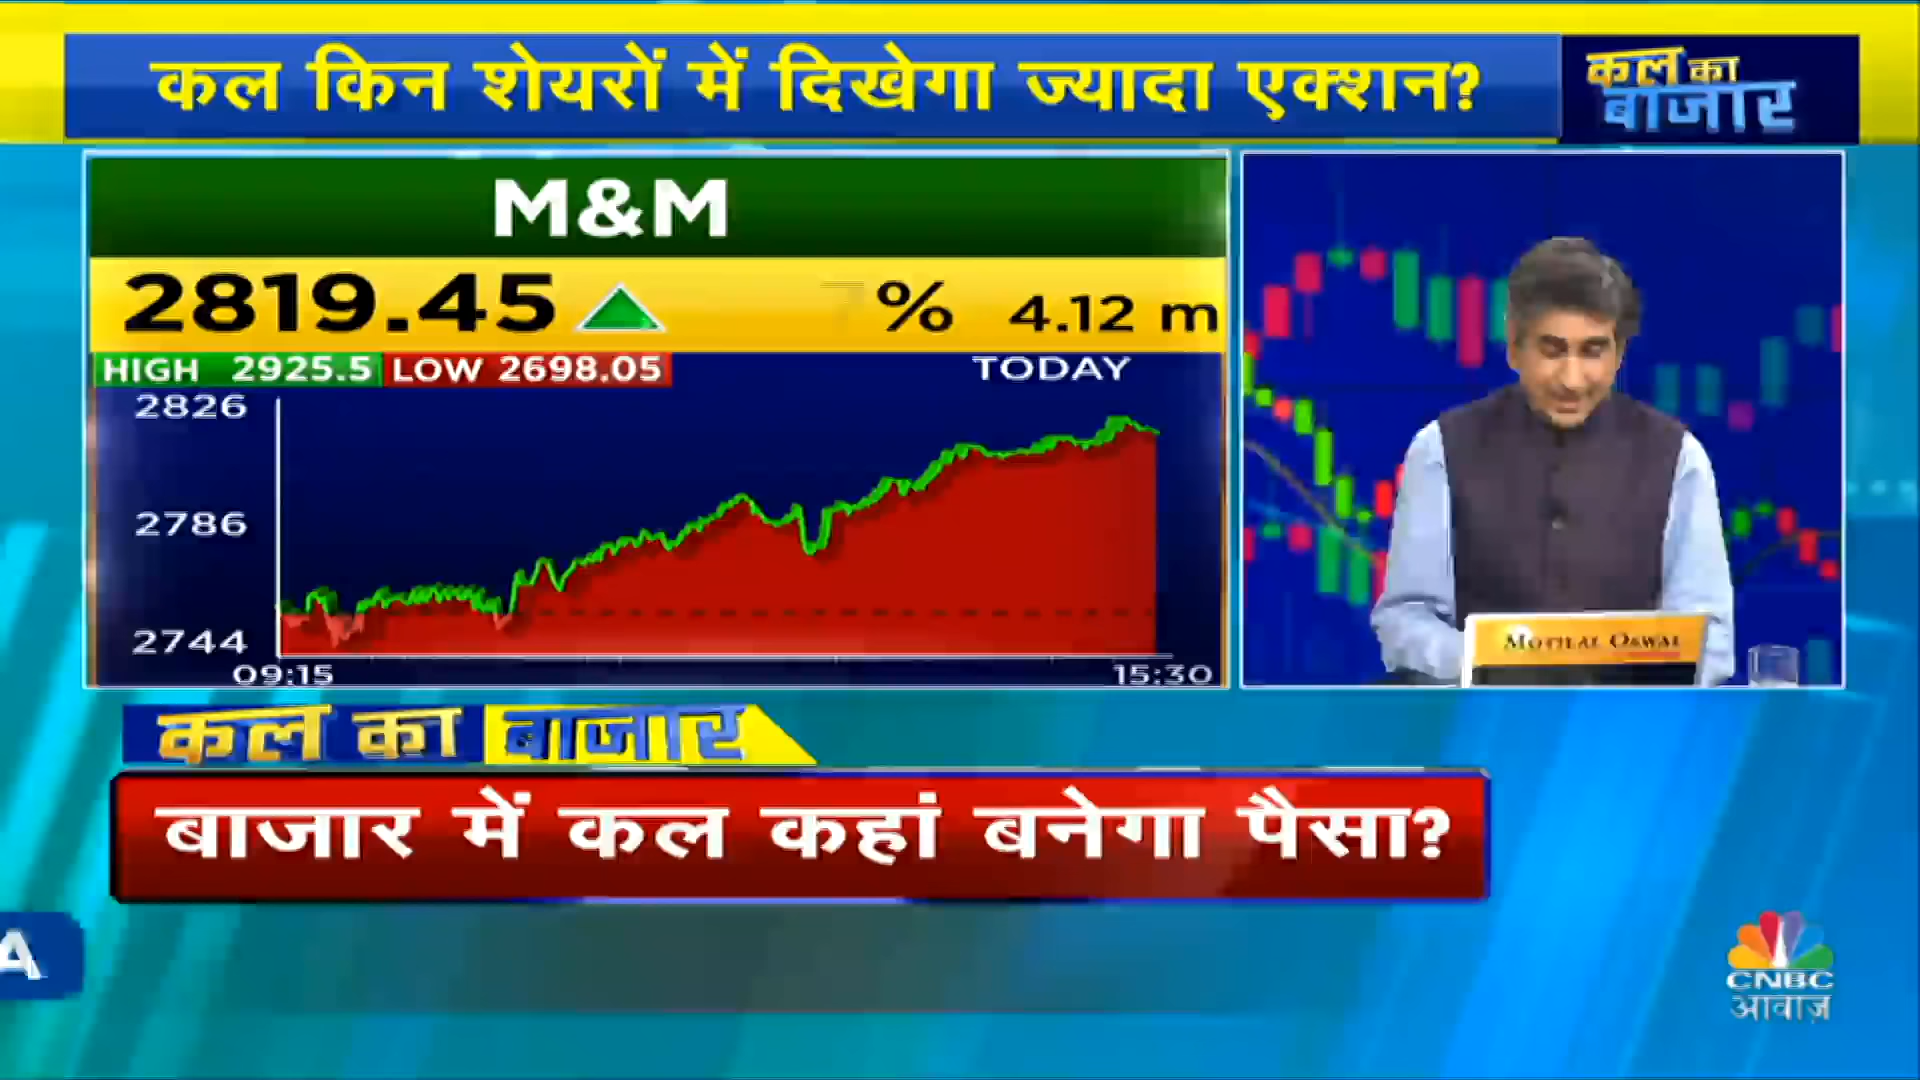 कल किन शेयरों में दिखेगा ज्यादा एक्शन?
कल का
बाजार
M&M
2819.45 % 4.12 m
HIGH 2925.5 LOW 2698.05 TODAY
2826
2786
2744
09:15 15:30
MOTILAL OSWAL
कल का बाजार
बाजार में कल कहां बनेगा पैसा?
A
CNBC
आवाज़